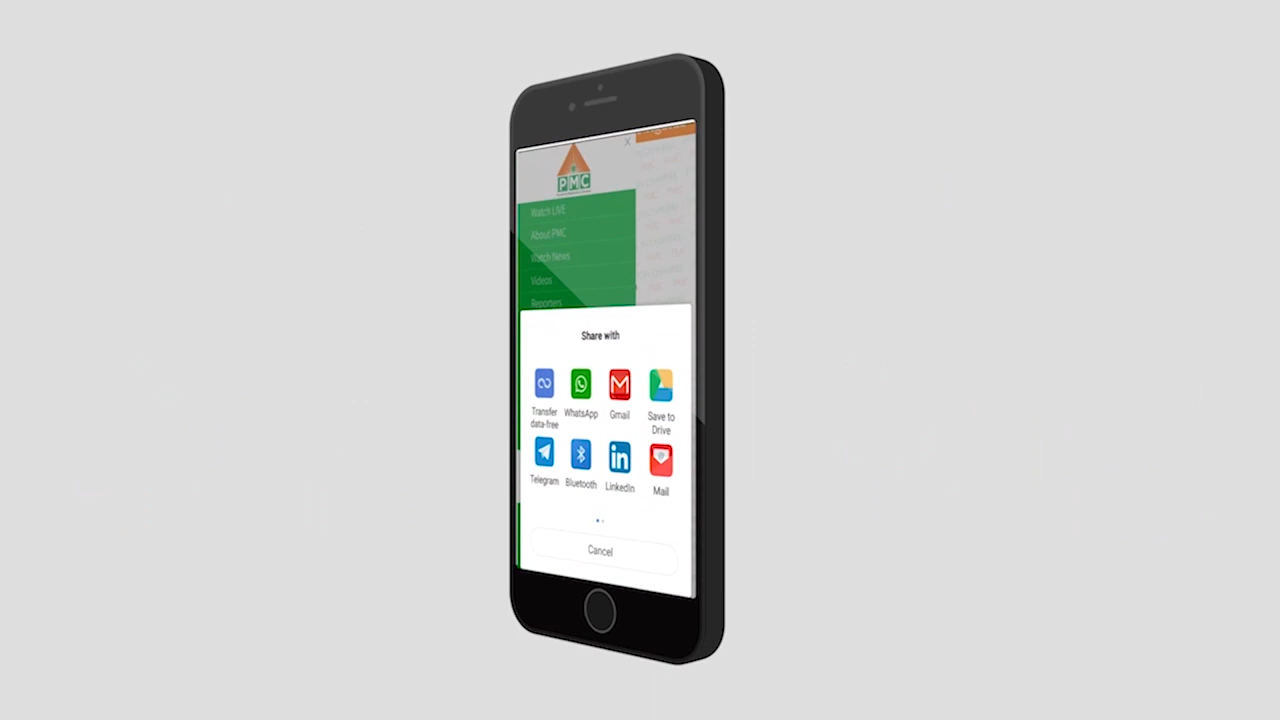 PMC
Watch LIVE
About PMC
Watch News
Videos
Reporters
Share with
Transfer data-free
WhatsApp
Gmail
Save to Drive
Telegram
Bluetooth
LinkedIn
Mail
Cancel